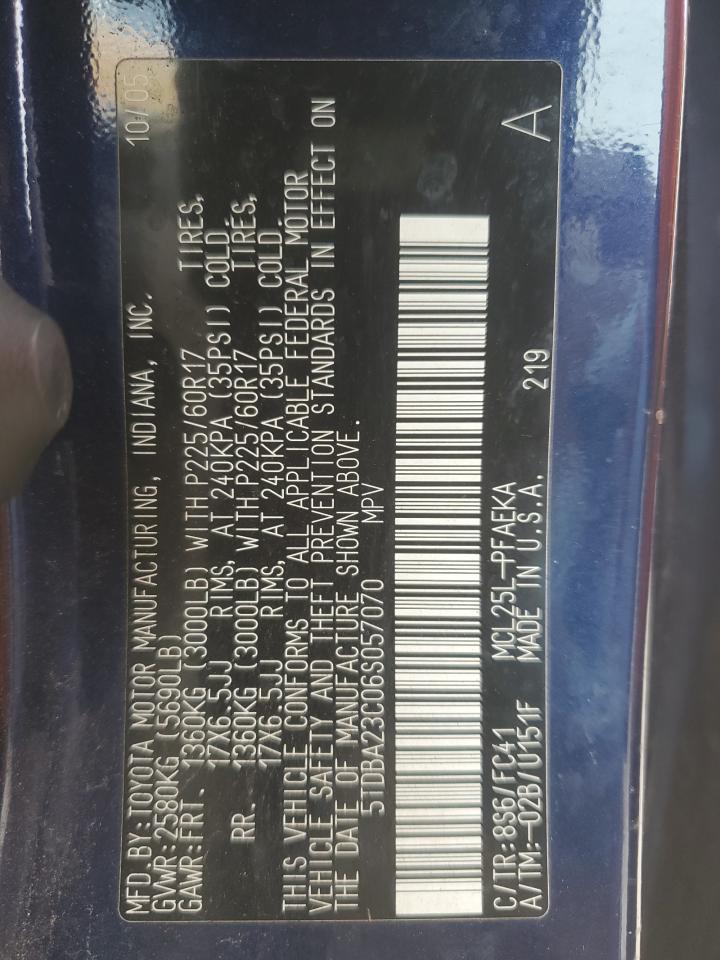 MFD.BY:TOYOTA MOTOR MANUFACTURING, INDIANA, INC. 10/05
GVWR:2580KG (5690LB)
GAWR:FRT. 1360KG (3000LB) WITH P225/60R17 TIRES,
17X6.5JJ RIMS, AT 240KPA (35PSI) COLD.
RR. 1360KG (3000LB) WITH P225/60R17 TIRES,
17X6.5JJ RIMS, AT 240KPA (35PSI) COLD.
THIS VEHICLE CONFORMS TO ALL APPLICABLE FEDERAL MOTOR
VEHICLE SAFETY AND THEFT PREVENTION STANDARDS IN EFFECT ON
THE DATE OF MANUFACTURE SHOWN ABOVE.
5TDBA23C06S057070 MPV
C/TR:8S6/FC41 MCL25L-PFAEKA A
A/TM:-02B/U151F MADE IN U.S.A. 219